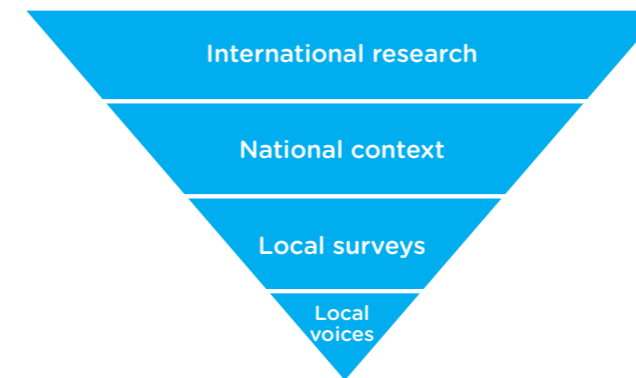 International research
National context
Local surveys
Local
voices